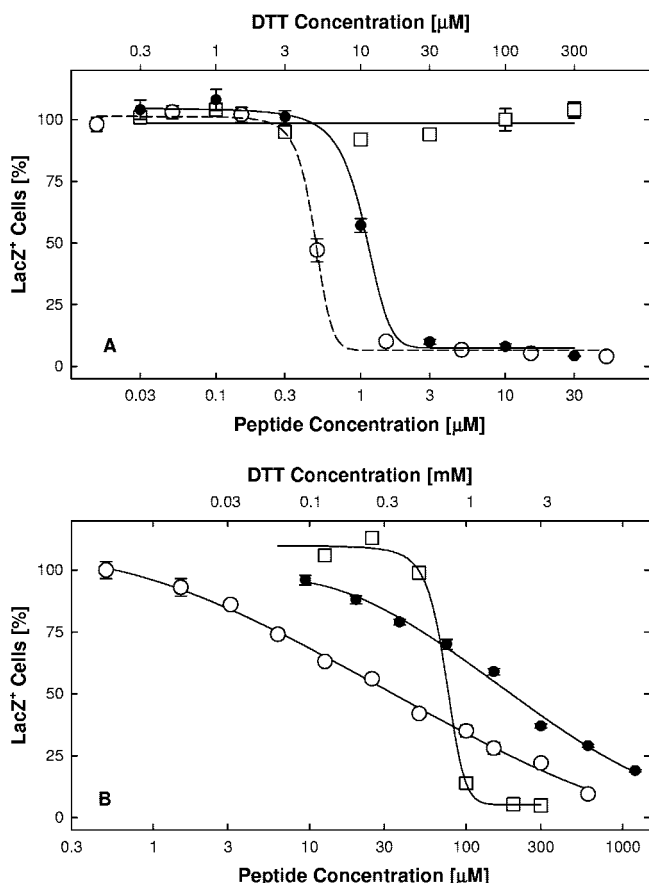 DTT Concentration [μM]
0.3 1 3 10 30 100 300
100
75
50
25
0
LacZ⁺ Cells [%]
A
0.03 0.1 0.3 1 3 10 30
Peptide Concentration [μM]
DTT Concentration [mM]
0.03 0.1 0.3 1 3
100
75
50
25
0
LacZ⁺ Cells [%]
B
0.3 1 3 10 30 100 300 1000
Peptide Concentration [μM]